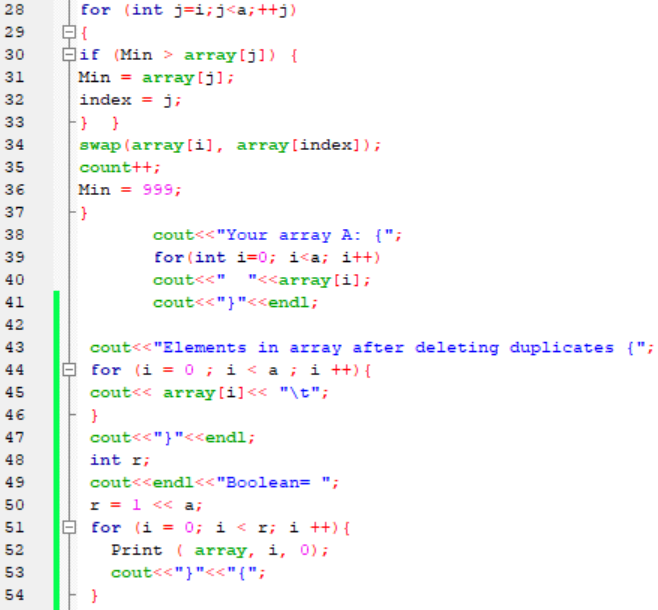 28 for (int j=i;j<a;++j)
29 {
30 if (Min > array[j]) {
31 Min = array[j];
32 index = j;
33 } }
34 swap(array[i], array[index]);
35 count++;
36 Min = 999;
37 }
38 cout<<"Your array A: {";
39 for(int i=0; i<a; i++)
40 cout<<"  "<<array[i];
41 cout<<"}"<<endl;
42
43 cout<<"Elements in array after deleting duplicates {";
44 for (i = 0 ; i < a ; i ++){
45 cout<< array[i]<< "\t";
46 }
47 cout<<"}"<<endl;
48 int r;
49 cout<<endl<<"Boolean= ";
50 r = 1 << a;
51 for (i = 0; i < r; i ++){
52 Print ( array, i, 0);
53 cout<<"}"<<"{";
54 }